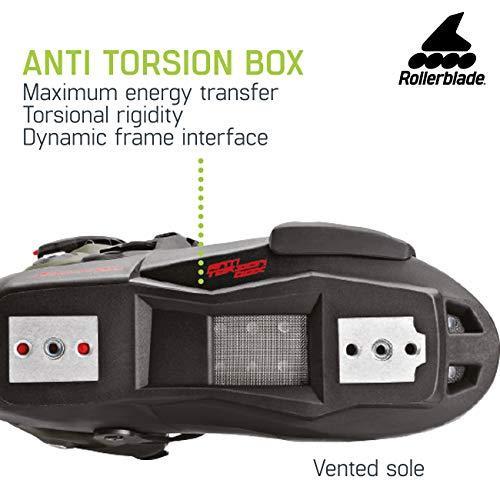 Rollerblade
ANTI TORSION BOX
Maximum energy transfer
Torsional rigidity
Dynamic frame interface
ANTI
TORSION
BOX
Vented sole